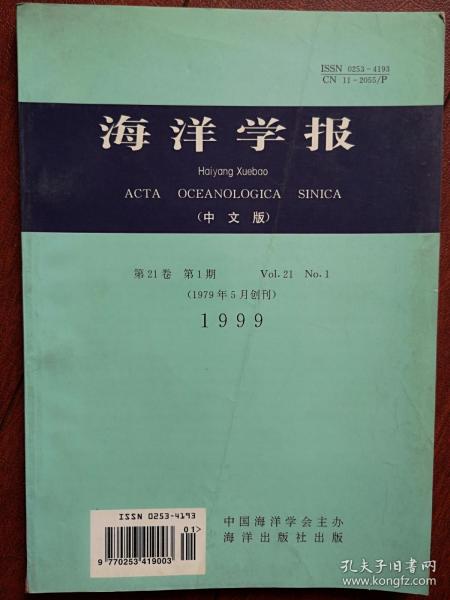 ISSN 0253-4193
CN 11-2055/P
海洋学报
Haiyang Xuebao
ACTA OCEANOLOGICA SINICA
(中文版)
第21卷 第1期 Vol.21 No.1
(1979年5月创刊)
1999
ISSN 0253-4193
01>
9 770253 419003
中国海洋学会主办
海洋出版社出版
孔夫子旧书网
www.kongfz.com